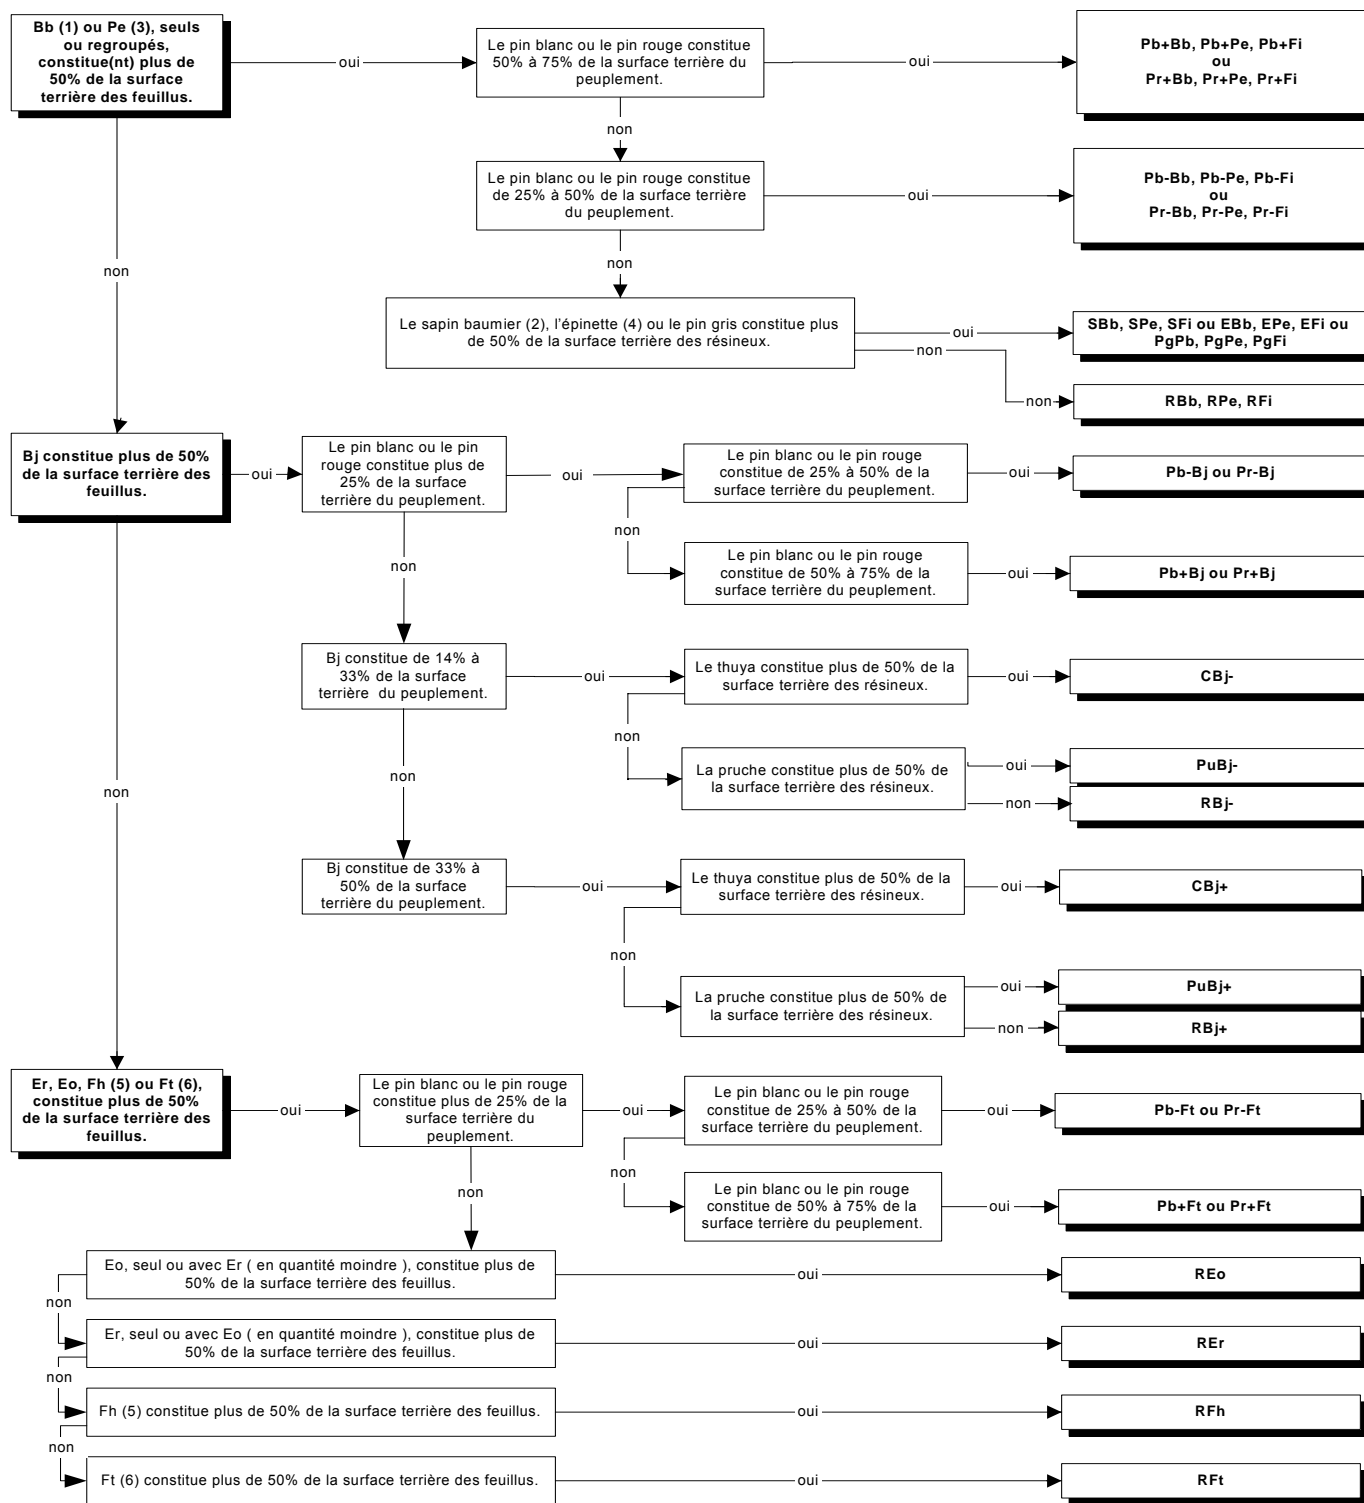 Bb (1) ou Pe (3), seuls
ou regroupés,
constitue(nt) plus de
50% de la surface
terrière des feuillus.
oui
Le pin blanc ou le pin rouge constitue
50% à 75% de la surface terrière du
peuplement.
oui
Pb+Bb, Pb+Pe, Pb+Fi
ou
Pr+Bb, Pr+Pe, Pr+Fi
non
Le pin blanc ou le pin rouge constitue
de 25% à 50% de la surface terrière
du peuplement.
oui
Pb-Bb, Pb-Pe, Pb-Fi
ou
Pr-Bb, Pr-Pe, Pr-Fi
non
non
Le sapin baumier (2), l'épinette (4) ou le pin gris constitue plus
de 50% de la surface terrière des résineux.
oui
SBb, SPe, SFi ou EBb, EPe, EFi ou
PgPb, PgPe, PgFi
non
non
RBb, RPe, RFi
Bj constitue plus de 50%
de la surface terrière des
feuillus.
oui
Le pin blanc ou le pin
rouge constitue plus de
25% de la surface
terrière du peuplement.
oui
Le pin blanc ou le pin rouge
constitue de 25% à 50% de la
surface terrière du peuplement.
oui
Pb-Bj ou Pr-Bj
non
Le pin blanc ou le pin rouge
constitue de 50% à 75% de la
surface terrière du peuplement.
oui
Pb+Bj ou Pr+Bj
non
Bj constitue de 14% à
33% de la surface
terrière du peuplement.
oui
Le thuya constitue plus de 50% de la
surface terrière des résineux.
oui
CBj-
non
La pruche constitue plus de 50% de
la surface terrière des résineux.
oui
PuBj-
non
RBj-
non
non
Bj constitue de 33% à
50% de la surface
terrière du peuplement.
oui
Le thuya constitue plus de 50% de la
surface terrière des résineux.
oui
CBj+
non
La pruche constitue plus de 50% de
la surface terrière des résineux.
oui
PuBj+
non
RBj+
Er, Eo, Fh (5) ou Ft (6),
constitue plus de 50%
de la surface terrière des
feuillus.
oui
Le pin blanc ou le pin rouge
constitue plus de 25% de la
surface terrière du
peuplement.
oui
Le pin blanc ou le pin rouge
constitue de 25% à 50% de la
surface terrière du peuplement.
oui
Pb-Ft ou Pr-Ft
non
Le pin blanc ou le pin rouge
constitue de 50% à 75% de la
surface terrière du peuplement.
oui
Pb+Ft ou Pr+Ft
non
Eo, seul ou avec Er ( en quantité moindre ), constitue plus de
50% de la surface terrière des feuillus.
oui
REo
non
Er, seul ou avec Eo ( en quantité moindre ), constitue plus de
50% de la surface terrière des feuillus.
oui
REr
non
Fh (5) constitue plus de 50% de la surface terrière des feuillus.
oui
RFh
non
Ft (6) constitue plus de 50% de la surface terrière des feuillus.
oui
RFt